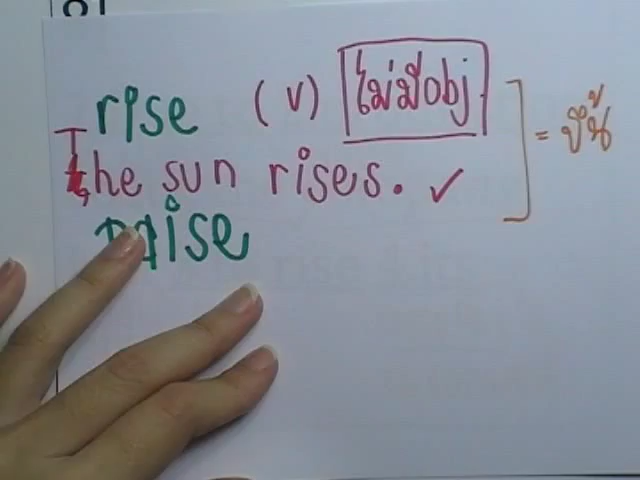 rise (v) ไม่มีobj. = ขึ้น
The sun rises. ✓
raise